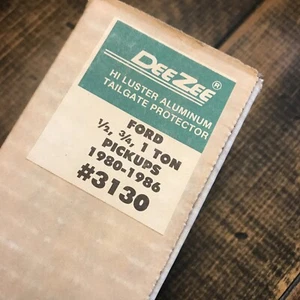 DEE ZEE ®
HI LUSTER ALUMINUM
TAILGATE PROTECTOR
FORD
1/2, 3/4, 1 TON
PICKUPS
1980-1986
#3130